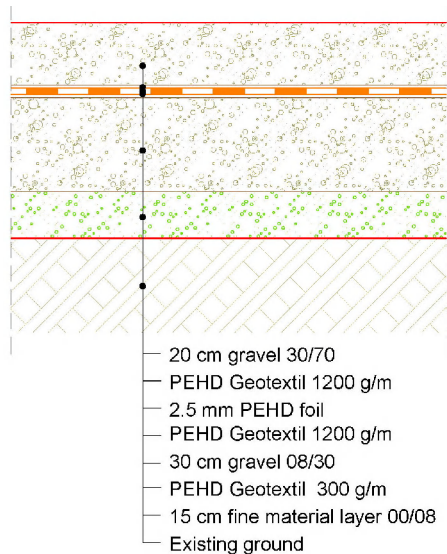 20 cm gravel 30/70
PEHD Geotextil 1200 g/m
2.5 mm PEHD foil
PEHD Geotextil 1200 g/m
30 cm gravel 08/30
PEHD Geotextil 300 g/m
15 cm fine material layer 00/08
Existing ground